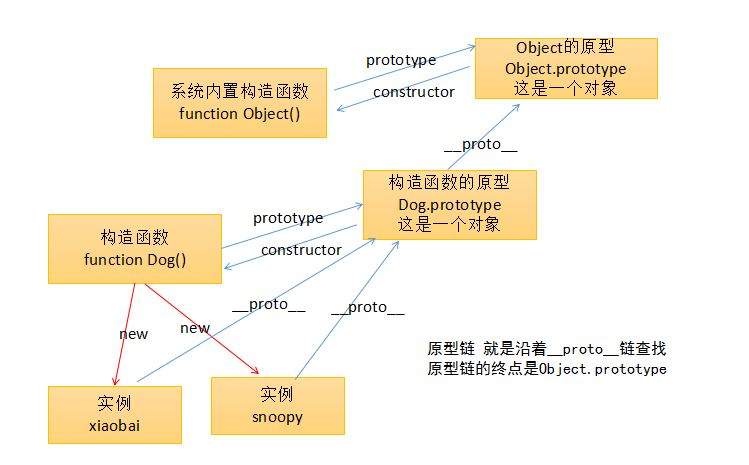 Object的原型
Object.prototype
这是一个对象
prototype
constructor
系统内置构造函数
function Object()
__proto__
构造函数的原型
Dog.prototype
这是一个对象
prototype
constructor
构造函数
function Dog()
__proto__
__proto__
new
new
原型链 就是沿着__proto__链查找
原型链的终点是Object.prototype
实例
xiaobai
实例
snoopy